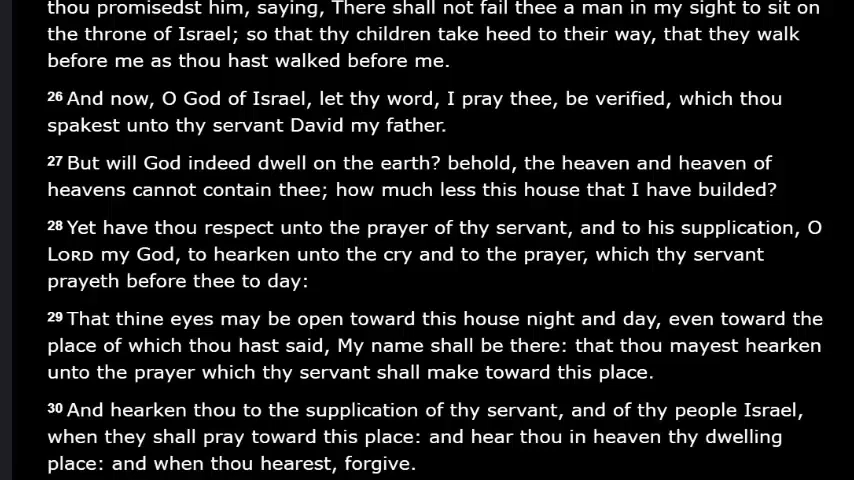 thou promisedst him, saying, There shall not fail thee a man in my sight to sit on
the throne of Israel; so that thy children take heed to their way, that they walk
before me as thou hast walked before me.
26 And now, O God of Israel, let thy word, I pray thee, be verified, which thou
spakest unto thy servant David my father.
27 But will God indeed dwell on the earth? behold, the heaven and heaven of
heavens cannot contain thee; how much less this house that I have builded?
28 Yet have thou respect unto the prayer of thy servant, and to his supplication, O
LORD my God, to hearken unto the cry and to the prayer, which thy servant
prayeth before thee to day:
29 That thine eyes may be open toward this house night and day, even toward the
place of which thou hast said, My name shall be there: that thou mayest hearken
unto the prayer which thy servant shall make toward this place.
30 And hearken thou to the supplication of thy servant, and of thy people Israel,
when they shall pray toward this place: and hear thou in heaven thy dwelling
place: and when thou hearest, forgive.